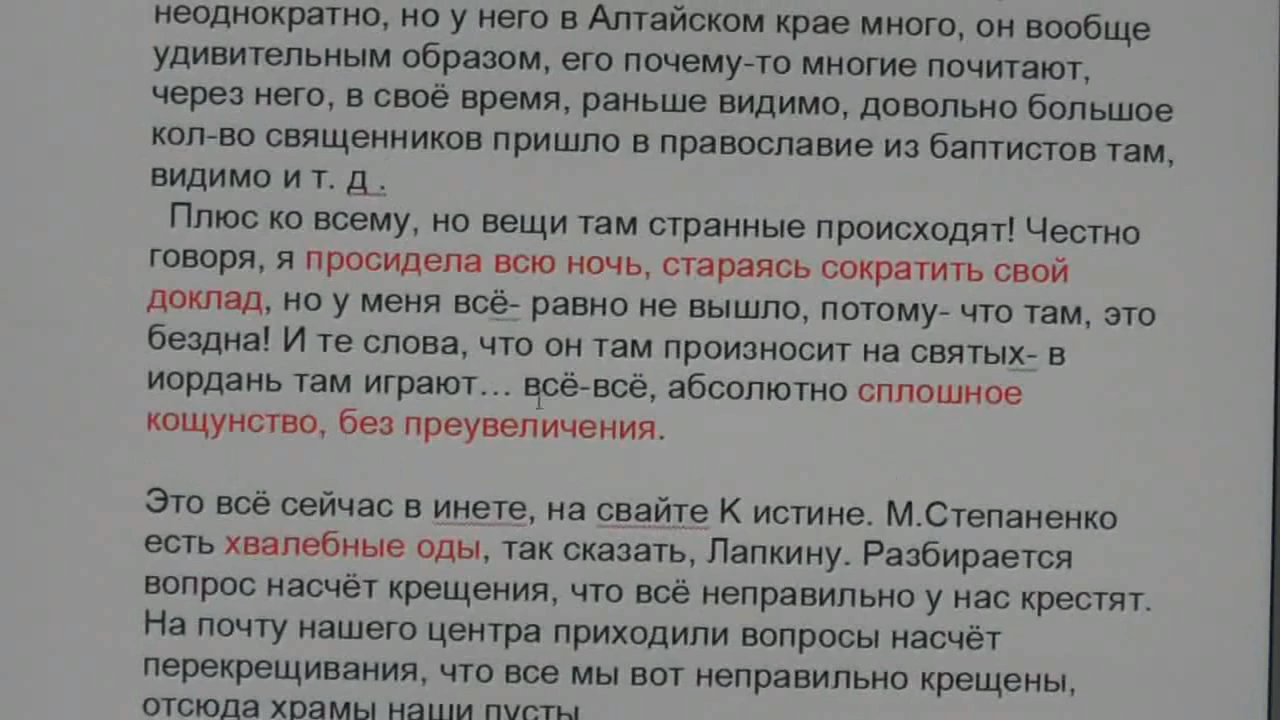 неоднократно, но у него в Алтайском крае много, он вообще
удивительным образом, его почему-то многие почитают,
через него, в своё время, раньше видимо, довольно большое
кол-во священников пришло в православие из баптистов там,
видимо и т. д .
Плюс ко всему, но вещи там странные происходят! Честно
говоря, я просидела всю ночь, стараясь сократить свой
доклад, но у меня всё- равно не вышло, потому- что там, это
бездна! И те слова, что он там произносит на святых- в
иордань там играют... всё-всё, абсолютно сплошное
кощунство, без преувеличения.
Это всё сейчас в инете, на свайте К истине. М.Степаненко
есть хвалебные оды, так сказать, Лапкину. Разбирается
вопрос насчёт крещения, что всё неправильно у нас крестят.
На почту нашего центра приходили вопросы насчёт
перекрещивания, что все мы вот неправильно крещены,
отсюда храмы наши пусты